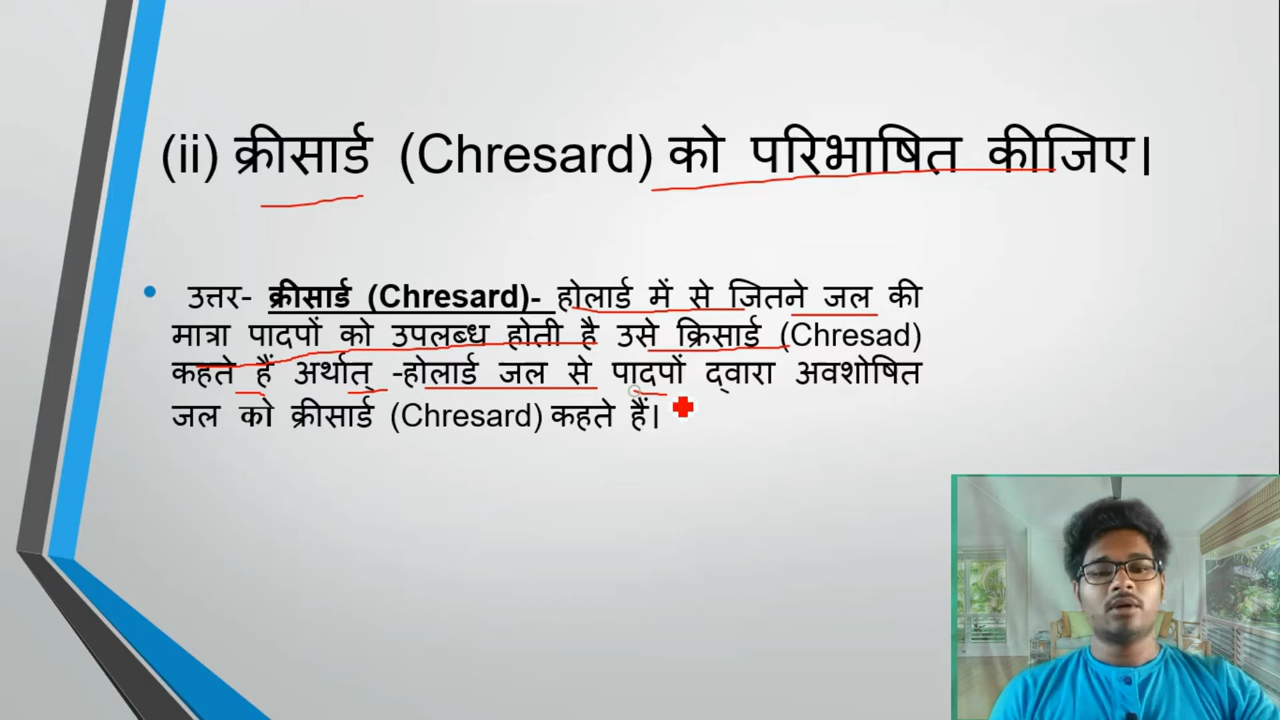 (ii) क्रीसार्ड (Chresard) को परिभाषित कीजिए।
उत्तर- क्रीसार्ड (Chresard)- होलार्ड में से जितने जल की
मात्रा पादपों को उपलब्ध होती है उसे क्रिसार्ड (Chresad)
कहते हैं अर्थात् -होलार्ड जल से पादपों द्वारा अवशोषित
जल को क्रीसार्ड (Chresard) कहते हैं।